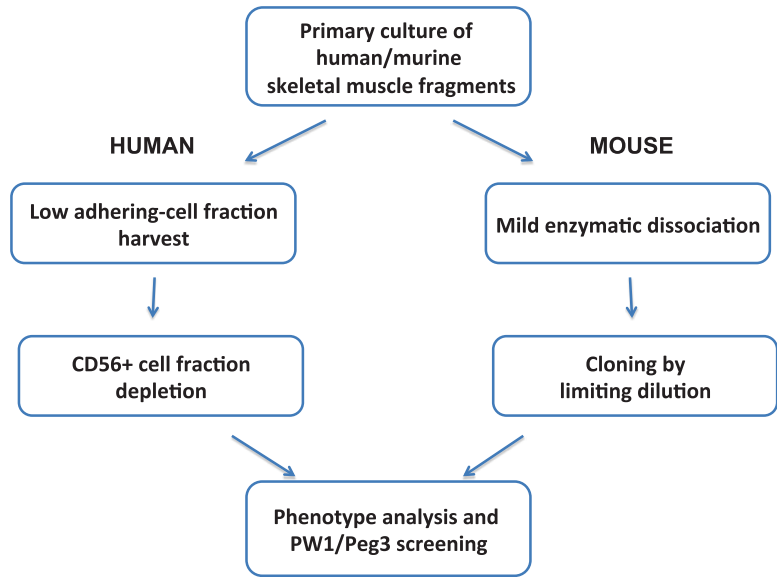 Primary culture of
human/murine
skeletal muscle fragments
HUMAN
MOUSE
Low adhering-cell fraction
harvest
Mild enzymatic dissociation
CD56+ cell fraction
depletion
Cloning by
limiting dilution
Phenotype analysis and
PW1/Peg3 screening